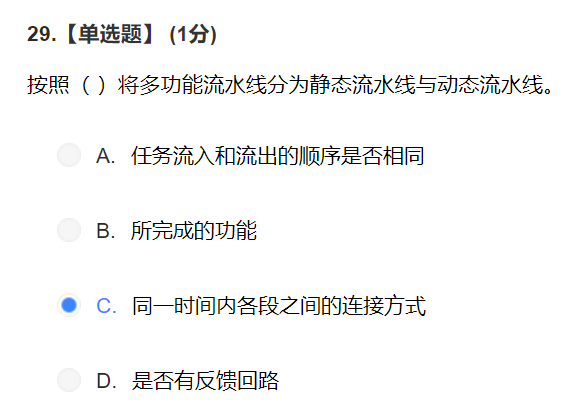 29.【单选题】 (1分)
按照（ ）将多功能流水线分为静态流水线与动态流水线。
A. 任务流入和流出的顺序是否相同
B. 所完成的功能
C. 同一时间内各段之间的连接方式
D. 是否有反馈回路